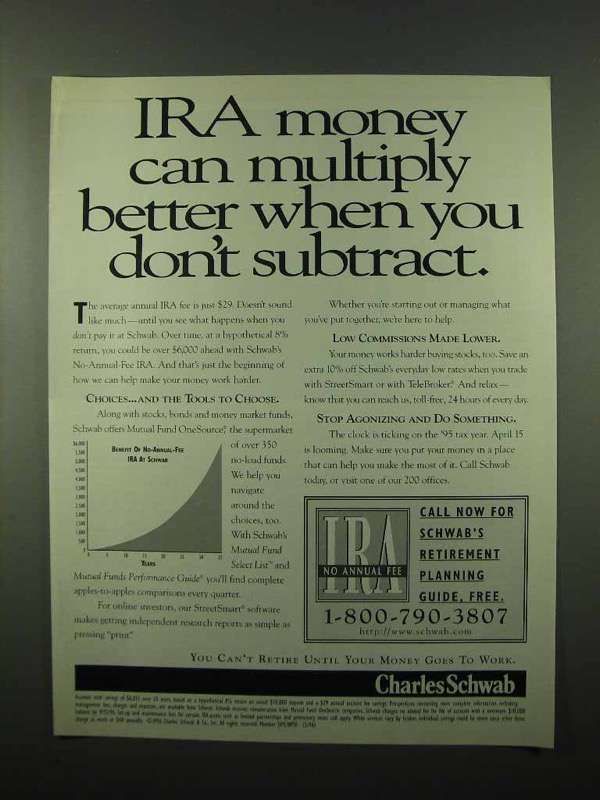 IRA money
can multiply
better when you
don't subtract.
The average annual IRA fee is just $29. Doesn't sound
like much—until you see what happens when you
don't pay it at Schwab. Over time, at a hypothetical 8%
return, you could be over $6,000 ahead with Schwab's
No-Annual-Fee IRA. And that's just the beginning of
how we can help make your money work harder.
CHOICES...AND THE TOOLS TO CHOOSE.
Along with stocks, bonds and money market funds,
Schwab offers Mutual Fund OneSource,® the supermarket
of over 350
no-load funds.
We help you
navigate
around the
choices, too.
With Schwab's
Mutual Fund
Select List™ and
Mutual Funds Performance Guide® you'll find complete
apples-to-apples comparisons every quarter.
For online investors, our StreetSmart® software
makes getting independent research reports as simple as
pressing "print."
BENEFIT OF NO-ANNUAL-FEE
IRA AT SCHWAB
YEARS
Whether you're starting out or managing what
you've put together, we're here to help.
LOW COMMISSIONS MADE LOWER.
Your money works harder buying stocks, too. Save an
extra 10% off Schwab's everyday low rates when you trade
with StreetSmart or with TeleBroker.® And relax—
know that you can reach us, toll-free, 24 hours of every day.
STOP AGONIZING AND DO SOMETHING.
The clock is ticking on the '95 tax year. April 15
is looming. Make sure you put your money in a place
that can help you make the most of it. Call Schwab
today, or visit one of our 200 offices.
IRA
NO ANNUAL FEE
CALL NOW FOR
SCHWAB'S
RETIREMENT
PLANNING
GUIDE, FREE.
1-800-790-3807
http://www.schwab.com
YOU CAN'T RETIRE UNTIL YOUR MONEY GOES TO WORK.
CharlesSchwab